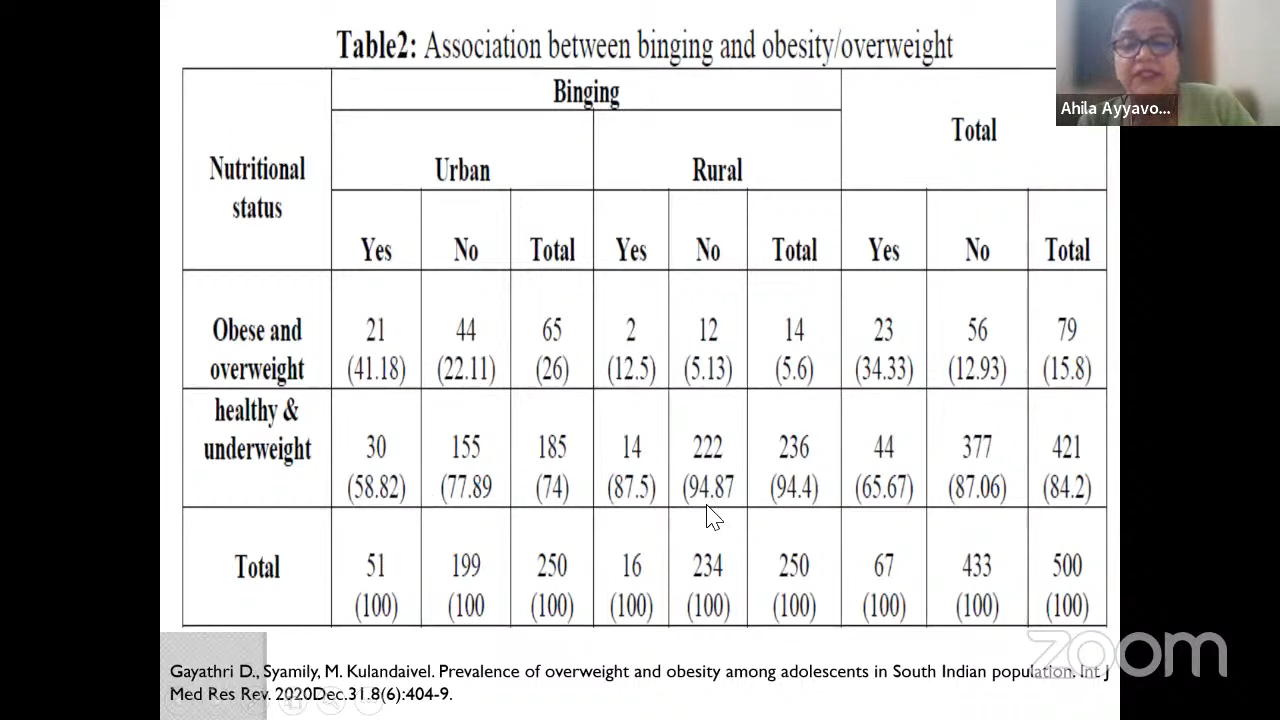 Table2: Association between binging and obesity/overweight
Ahila Ayyavo...
Nutritional status
Binging
Total
Urban
Rural
Yes No Total Yes No Total Yes No Total
Obese and 21 44 65 2 12 14 23 56 79
overweight (41.18) (22.11) (26) (12.5) (5.13) (5.6) (34.33) (12.93) (15.8)
healthy &
underweight 30 155 185 14 222 236 44 377 421
(58.82) (77.89 (74) (87.5) (94.87 (94.4) (65.67) (87.06) (84.2)
Total 51 199 250 16 234 250 67 433 500
(100) (100 (100) (100) (100) (100) (100) (100) (100)
zoom
Gayathri D., Syamily, M. Kulandaivel. Prevalence of overweight and obesity among adolescents in South Indian population. Int J
Med Res Rev. 2020Dec.31.8(6):404-9.